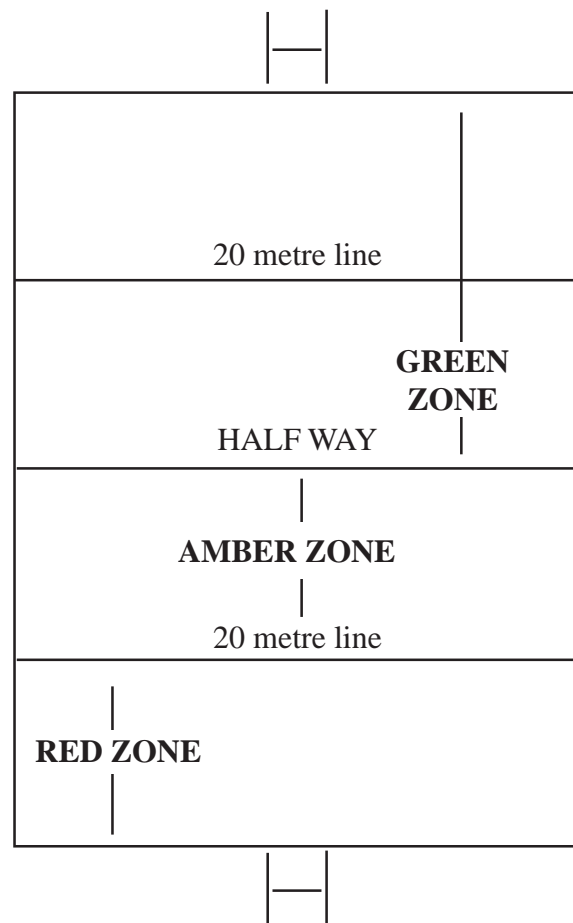 20 metre line
GREEN
ZONE
HALF WAY
AMBER ZONE
20 metre line
RED ZONE